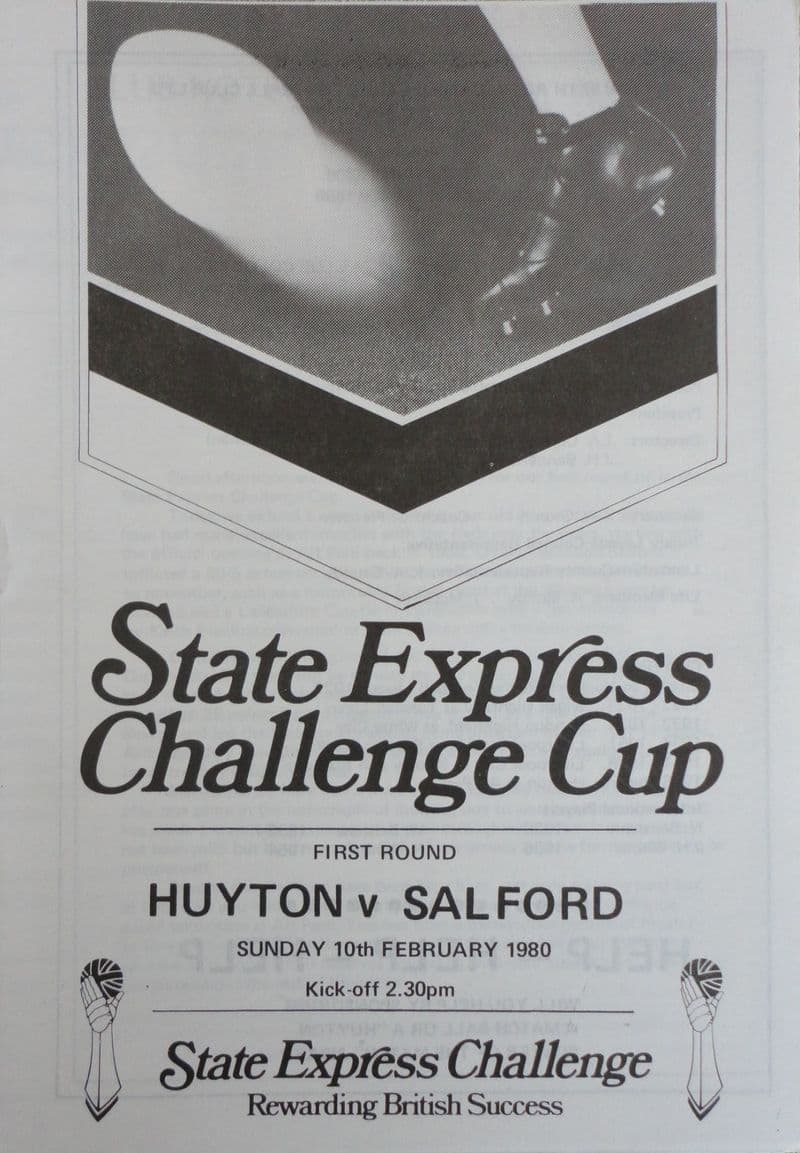 State Express
Challenge Cup
FIRST ROUND
HUYTON v SALFORD
SUNDAY 10th FEBRUARY 1980
Kick-off 2.30pm
State Express Challenge
Rewarding British Success